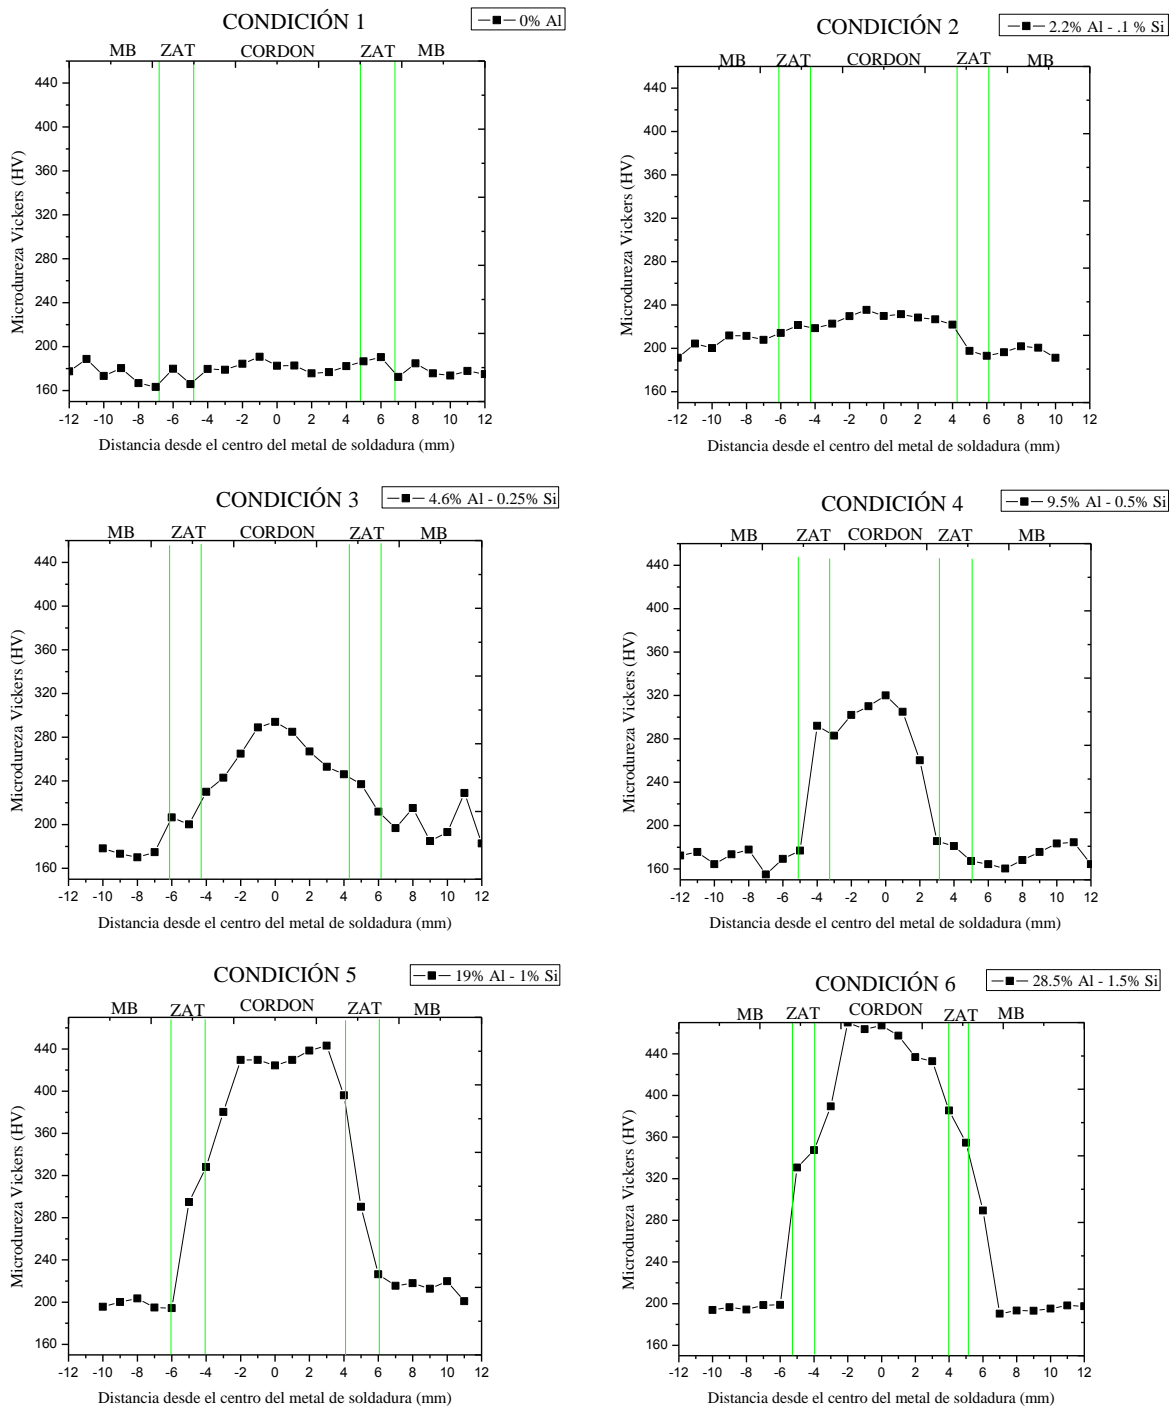 CONDICIÓN 1
0% Al
MB ZAT CORDON ZAT MB
Microdureza Vickers (HV)
440
400
360
320
280
240
200
160
-12 -10 -8 -6 -4 -2 0 2 4 6 8 10 12
Distancia desde el centro del metal de soldadura (mm)
CONDICIÓN 2
2.2% Al - .1 % Si
MB ZAT CORDON ZAT MB
Microdureza Vickers (HV)
440
400
360
320
280
240
200
160
-12 -10 -8 -6 -4 -2 0 2 4 6 8 10 12
Distancia desde el centro del metal de soldadura (mm)
CONDICIÓN 3
4.6% Al - 0.25% Si
MB ZAT CORDON ZAT MB
Microdureza Vickers (HV)
440
400
360
320
280
240
200
160
-12 -10 -8 -6 -4 -2 0 2 4 6 8 10 12
Distancia desde el centro del metal de soldadura (mm)
CONDICIÓN 4
9.5% Al - 0.5% Si
MB ZAT CORDON ZAT MB
Microdureza Vickers (HV)
440
400
360
320
280
240
200
160
-12 -10 -8 -6 -4 -2 0 2 4 6 8 10 12
Distancia desde el centro del metal de soldadura (mm)
CONDICIÓN 5
19% Al - 1% Si
MB ZAT CORDON ZAT MB
Microdureza Vickers (HV)
440
400
360
320
280
240
200
160
-12 -10 -8 -6 -4 -2 0 2 4 6 8 10 12
Distancia desde el centro del metal de soldadura (mm)
CONDICIÓN 6
28.5% Al - 1.5% Si
MB ZAT CORDON ZAT MB
Microdureza Vickers (HV)
440
400
360
320
280
240
200
160
-12 -10 -8 -6 -4 -2 0 2 4 6 8 10 12
Distancia desde el centro del metal de soldadura (mm)